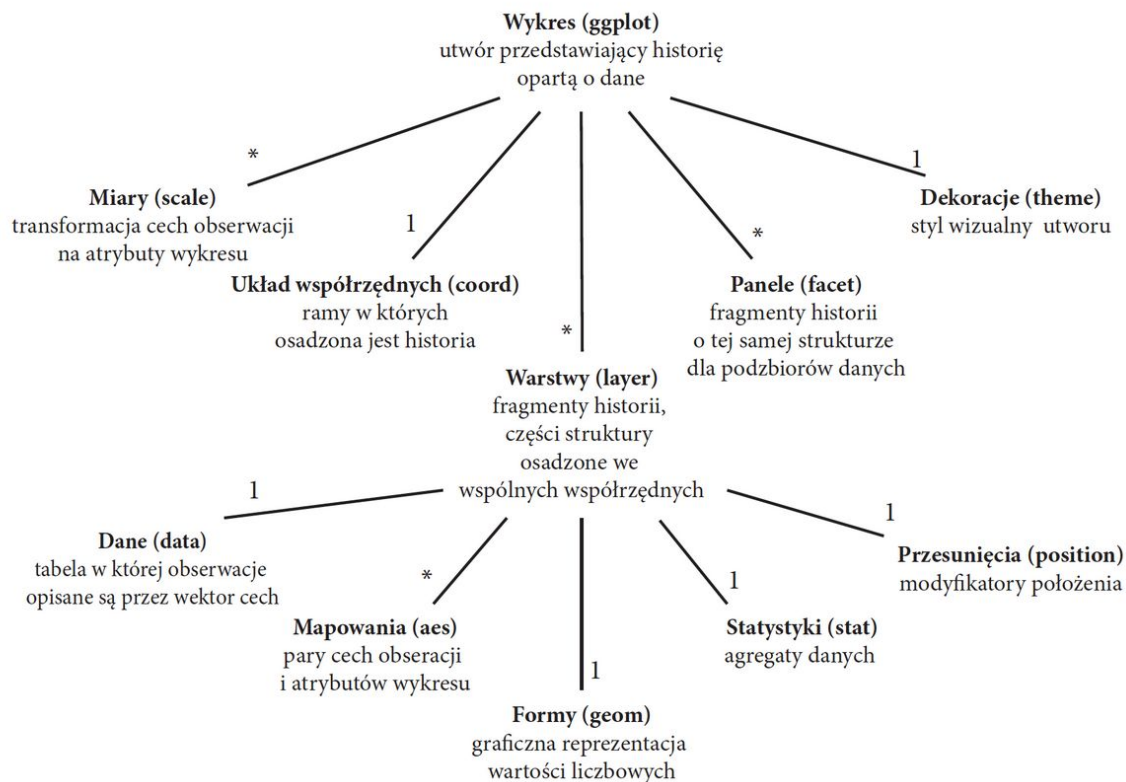 Wykres (ggplot)
utwór przedstawiający historię
opartą o dane
*
Miary (scale)
transformacja cech obserwacji
na atrybuty wykresu
1
Układ współrzędnych (coord)
ramy w których
osadzona jest historia
*
Warstwy (layer)
fragmenty historii,
części struktury
osadzone we
wspólnych współrzędnych
*
Panele (facet)
fragmenty historii
o tej samej strukturze
dla podzbiorów danych
1
Dekoracje (theme)
styl wizualny utworu
1
Dane (data)
tabela w której obserwacje
opisane są przez wektor cech
*
Mapowania (aes)
pary cech obseracji
i atrybutów wykresu
1
Formy (geom)
graficzna reprezentacja
wartości liczbowych
1
Statystyki (stat)
agregaty danych
1
Przesunięcia (position)
modyfikatory położenia